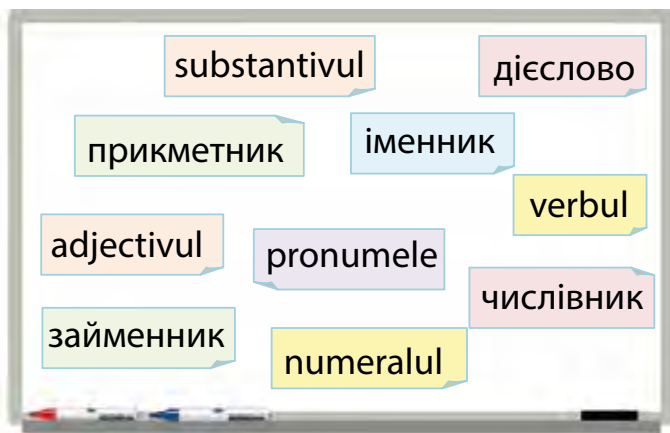 substantivul
дієслово
прикметник
іменник
verbul
adjectivul
pronumele
числівник
займенник
numeralul